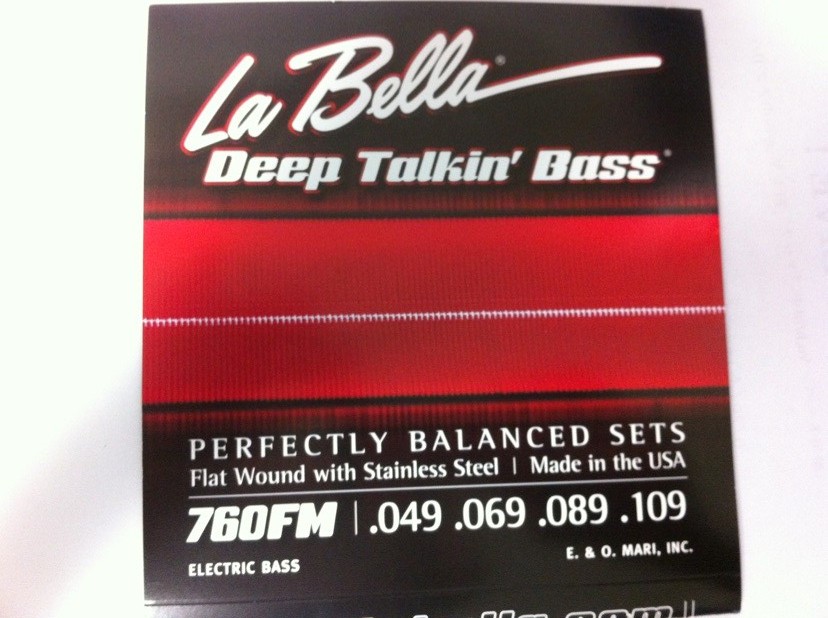 La Bella®
Deep Talkin' Bass®
PERFECTLY BALANCED SETS
Flat Wound with Stainless Steel | Made in the USA
760FM | .049 .069 .089 .109
ELECTRIC BASS
E. & O. MARI, INC.